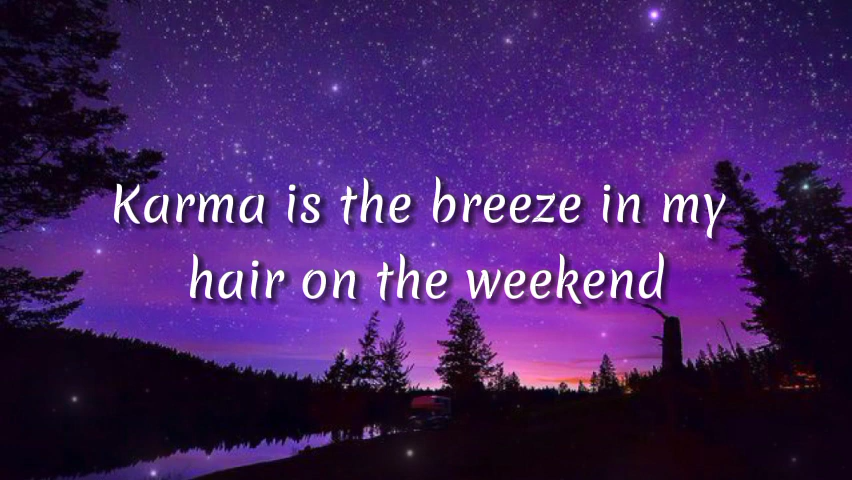 Karma is the breeze in my
hair on the weekend